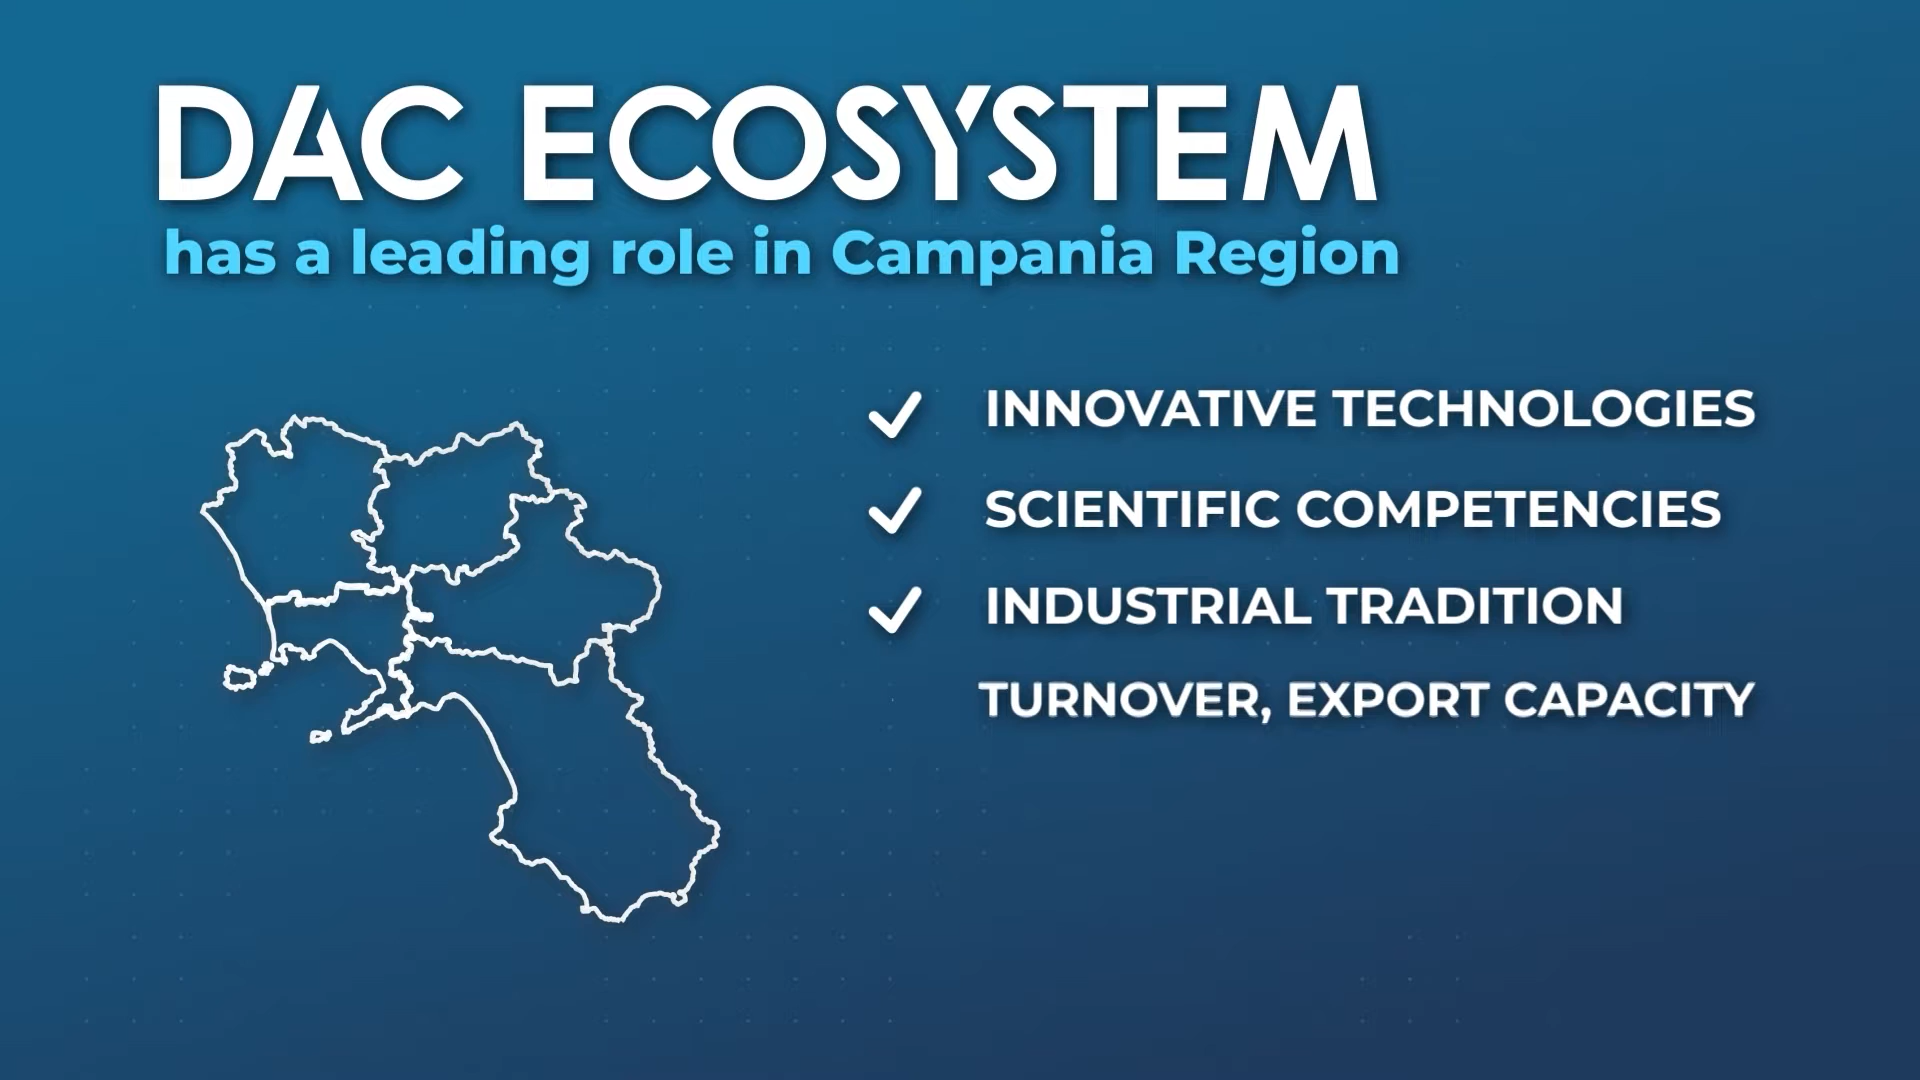 DAC ECOSYSTEM
has a leading role in Campania Region
INNOVATIVE TECHNOLOGIES
SCIENTIFIC COMPETENCIES
INDUSTRIAL TRADITION
TURNOVER, EXPORT CAPACITY